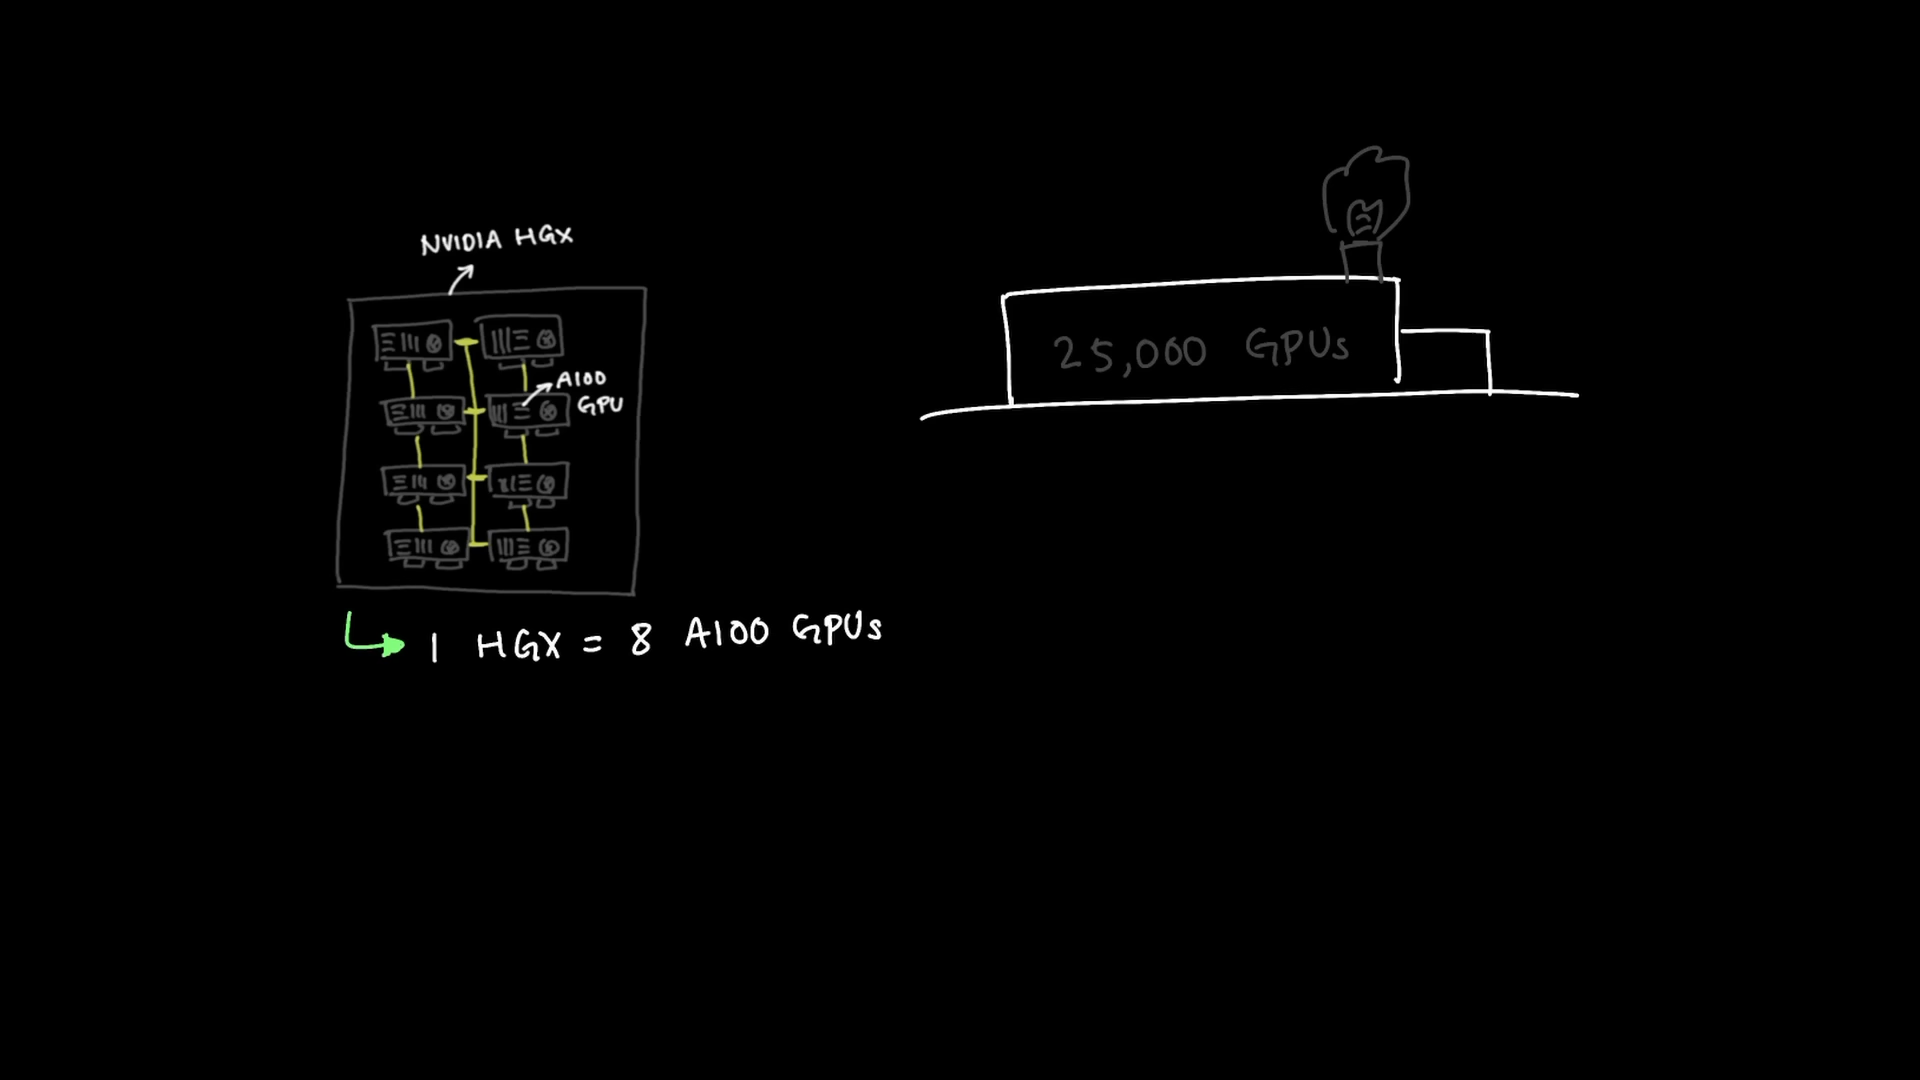 NVIDIA HGX
A100
GPU
1 HGX = 8 A100 GPUs
25,000 GPUs